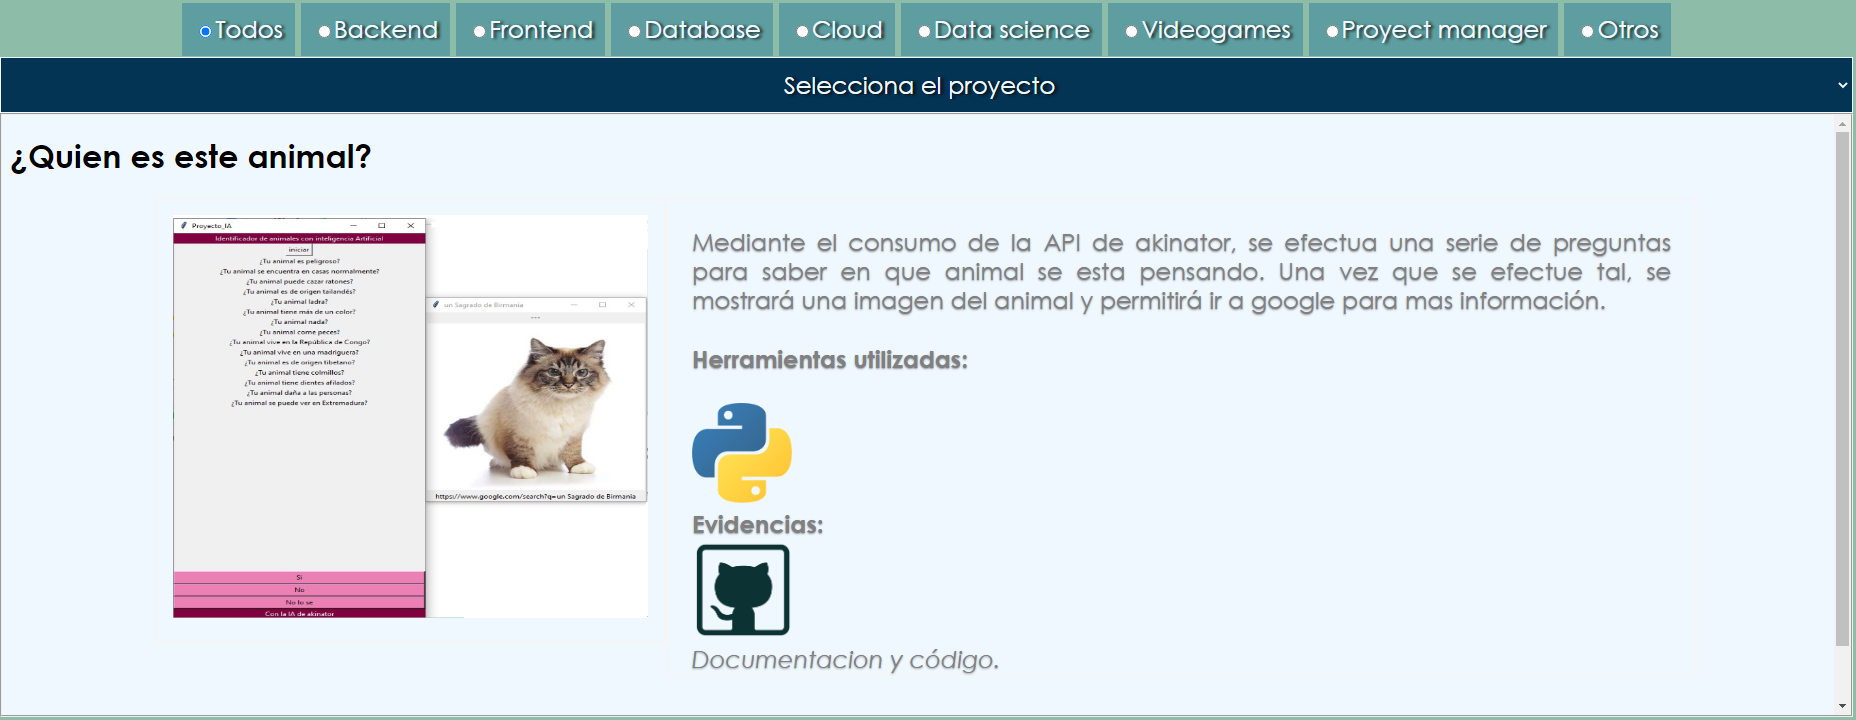 Todos Backend Frontend Database Cloud Data science Videogames Proyect manager Otros
Selecciona el proyecto
¿Quien es este animal?
Proyecto_IA
Identificador de animales con inteligencia Artificial
iniciar
¿Tu animal es peligroso?
¿Tu animal se encuentra en casas normalmente?
¿Tu animal puede cazar ratones?
¿Tu animal es de origen tailandés?
¿Tu animal ladra?
¿Tu animal tiene más de un color?
¿Tu animal nada?
¿Tu animal come peces?
¿Tu animal vive en la República de Congo?
¿Tu animal vive en una madriguera?
¿Tu animal es de origen tibetano?
¿Tu animal tiene colmillos?
¿Tu animal tiene dientes afilados?
¿Tu animal daña a las personas?
¿Tu animal se puede ver en Extremadura?
Si
No
No lo se
Con la IA de akinator
un Sagrado de Birmania
---
https://www.google.com/search?q=un Sagrado de Birmania
Mediante el consumo de la API de akinator, se efectua una serie de preguntas
para saber en que animal se esta pensando. Una vez que se efectue tal, se
mostrará una imagen del animal y permitirá ir a google para mas información.
Herramientas utilizadas:
Evidencias:
Documentacion y código.